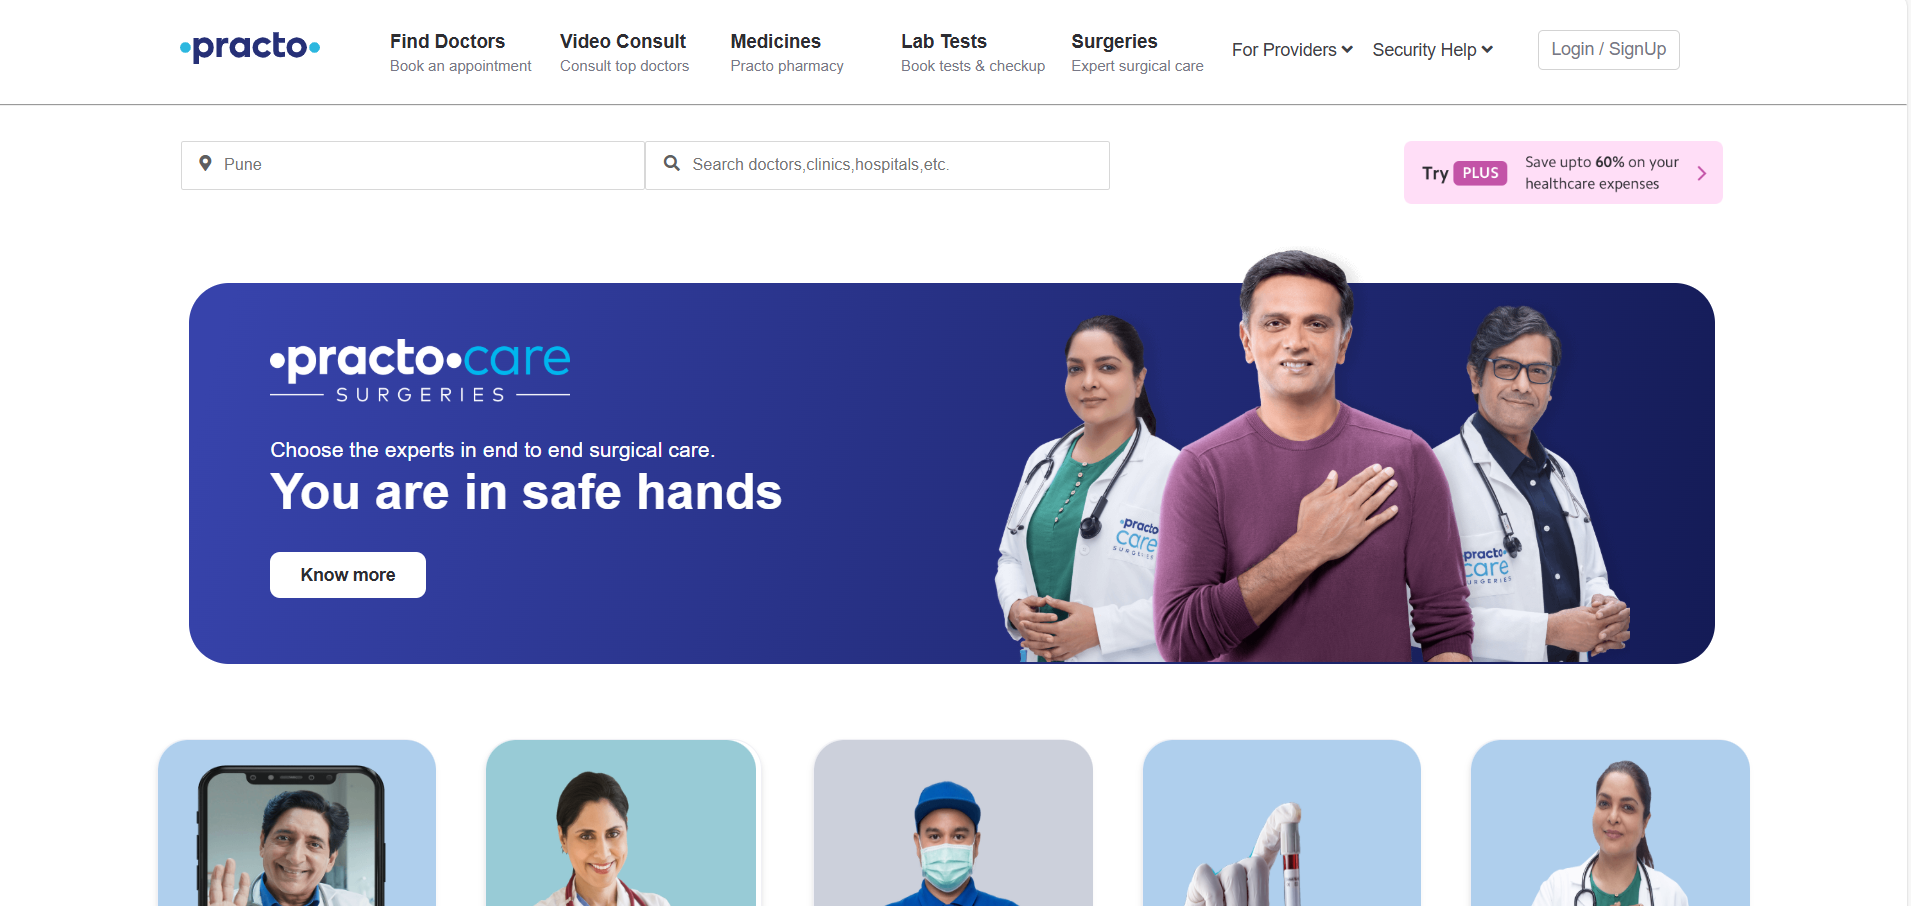 practo
Find Doctors
Book an appointment
Video Consult
Consult top doctors
Medicines
Practo pharmacy
Lab Tests
Book tests & checkup
Surgeries
Expert surgical care
For Providers
Security Help
Login / SignUp
Pune
Search doctors,clinics,hospitals,etc.
Try PLUS
Save upto 60% on your
healthcare expenses
practo care
SURGERIES
Choose the experts in end to end surgical care.
You are in safe hands
Know more
practo
care
SURGERIES
practo
care
SURGERIES